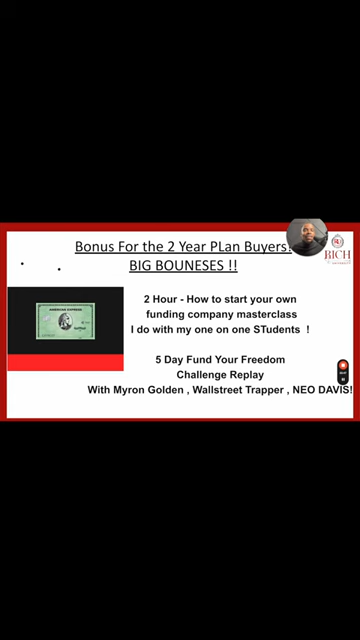 Bonus For the 2 Year PLan Buyers!
BIG BOUNESES !!
RICH
AMERICAN EXPRESS
2 Hour - How to start your own
funding company masterclass
I do with my one on one STudents !
5 Day Fund Your Freedom
Challenge Replay
With Myron Golden , Wallstreet Trapper , NEO DAVIS!